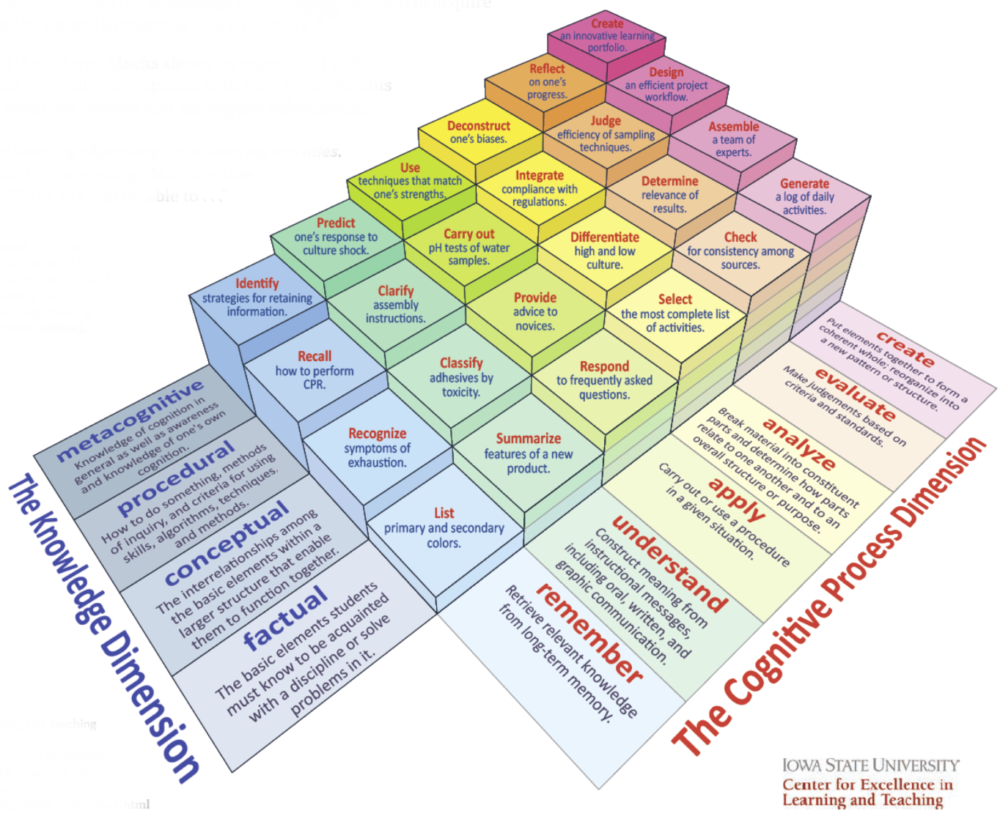 Create
an innovative learning
portfolio.
Reflect
on one's
progress.
Design
an efficient project
workflow.
Deconstruct
one's biases.
Judge
efficiency of sampling
techniques.
Assemble
a team of
experts.
Use
techniques that match
one's strengths.
Integrate
compliance with
regulations.
Determine
relevance of
results.
Generate
a log of daily
activities.
Predict
one's response to
culture shock.
Carry out
pH tests of water
samples.
Differentiate
high and low
culture.
Check
for consistency among
sources.
Identify
strategies for retaining
information.
Clarify
assembly
instructions.
Provide
advice to
novices.
Select
the most complete list
of activities.
Recall
how to perform
CPR.
Classify
adhesives by
toxicity.
Respond
to frequently asked
questions.
Recognize
symptoms of
exhaustion.
Summarize
features of a new
product.
List
primary and secondary
colors.
The Knowledge Dimension
metacognitive
Knowledge of cognition in
general as well as awareness
and knowledge of one's own
cognition.
procedural
How to do something, methods
of inquiry, and criteria for using
skills, algorithms, techniques,
and methods.
conceptual
The interrelationships among
the basic elements within a
larger structure that enable
them to function together.
factual
The basic elements students
must know to be acquainted
with a discipline or solve
problems in it.
The Cognitive Process Dimension
create
Put elements together to form a
coherent whole; reorganize into
a new pattern or structure.
evaluate
Make judgements based on
criteria and standards.
analyze
Break material into constituent
parts and determine how parts
relate to one another and to an
overall structure or purpose.
apply
Carry out or use a procedure
in a given situation.
understand
Construct meaning from
instructional messages,
including oral, written, and
graphic communication.
remember
Retrieve relevant knowledge
from long-term memory.
IOWA STATE UNIVERSITY
Center for Excellence in
Learning and Teaching